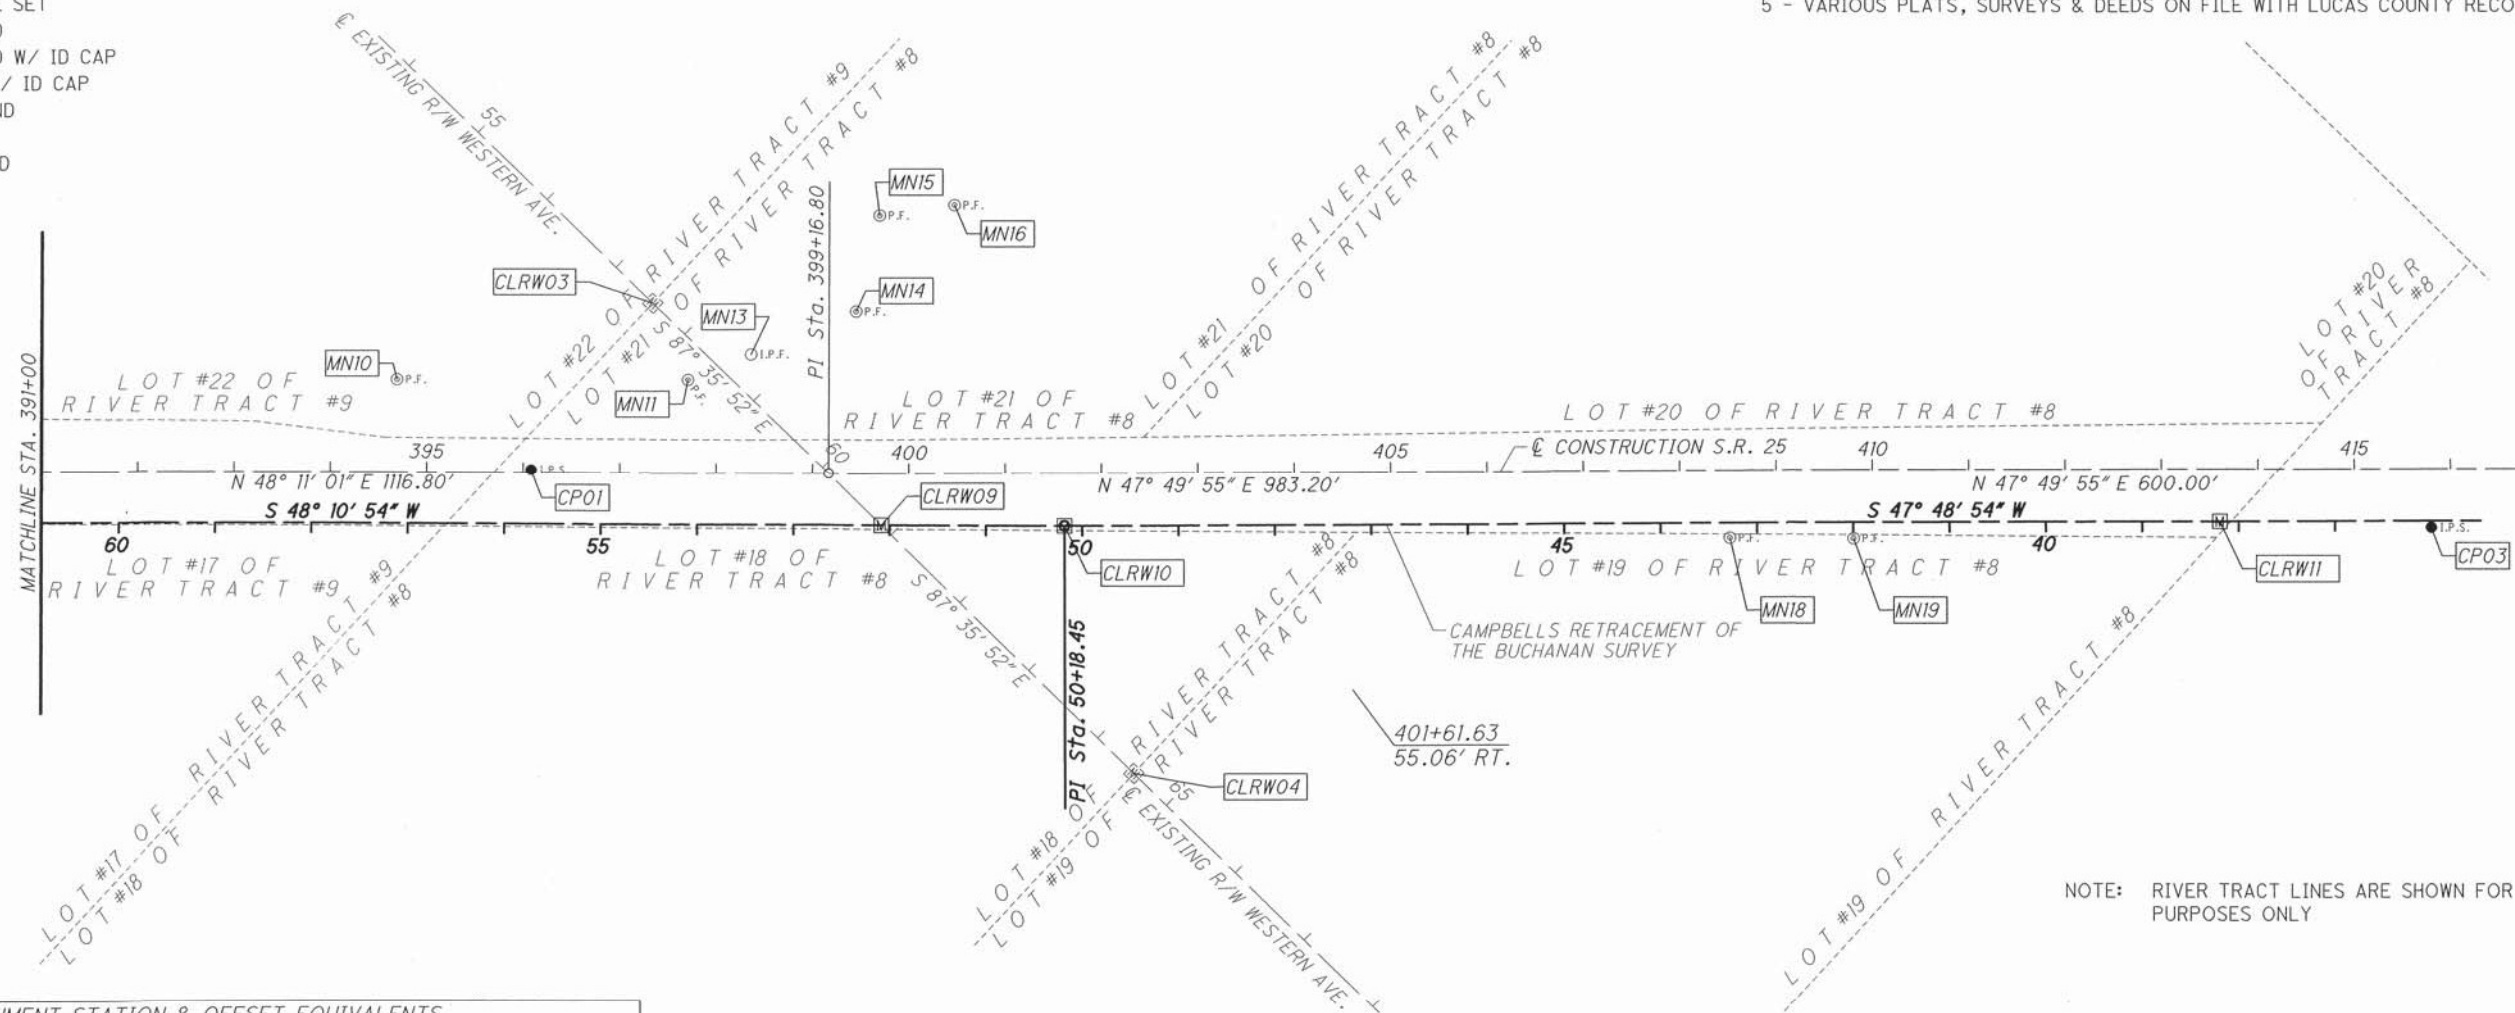 SET
W/ ID CAP
/ ID CAP
ND
D
5 - VARIOUS PLATS, SURVEYS & DEEDS ON FILE WITH LUCAS COUNTY RECO
℄ EXISTING R/W WESTERN AVE.
55
LOT #22 OF RIVER TRACT #9
LOT #21 OF RIVER TRACT #8
LOT #21 OF RIVER TRACT #8
LOT #20 OF RIVER TRACT #8
LOT #20
OF RIVER
TRACT #8
PI Sta. 399+16.80
MN15
P.F.
P.F.
MN16
CLRW03
MN14
P.F.
MN13
I.P.F.
MN10
P.F.
MN11
P.F.
S 87° 35' 52" E
60
MATCHLINE STA. 391+00
LOT #22 OF
RIVER TRACT #9
LOT #21 OF
RIVER TRACT #8
LOT #20 OF RIVER TRACT #8
395
400
405
410
415
℄ CONSTRUCTION S.R. 25
I.P.S.
CP01
N 48° 11' 01" E 1116.80'
N 47° 49' 55" E 983.20'
N 47° 49' 55" E 600.00'
CLRW09
S 48° 10' 54" W
S 47° 48' 54" W
M
M
60
55
50
45
40
I.P.S.
CP03
LOT #17 OF
RIVER TRACT #9
LOT #18 OF
RIVER TRACT #8
LOT #19 OF RIVER TRACT #8
P.F.
P.F.
CLRW10
CLRW11
MN18
MN19
CAMPBELLS RETRACEMENT OF
THE BUCHANAN SURVEY
S 87° 35' 52" E
PI Sta. 50+18.45
401+61.63
55.06' RT.
CLRW04
65
℄ EXISTING R/W WESTERN AVE.
LOT #17 OF RIVER TRACT #9
LOT #18 OF RIVER TRACT #8
LOT #18 OF RIVER TRACT #8
LOT #19 OF RIVER TRACT #8
LOT #19 OF RIVER TRACT #8
NOTE: RIVER TRACT LINES ARE SHOWN FOR
PURPOSES ONLY
UMENT STATION & OFFSET EQUIVALENTS